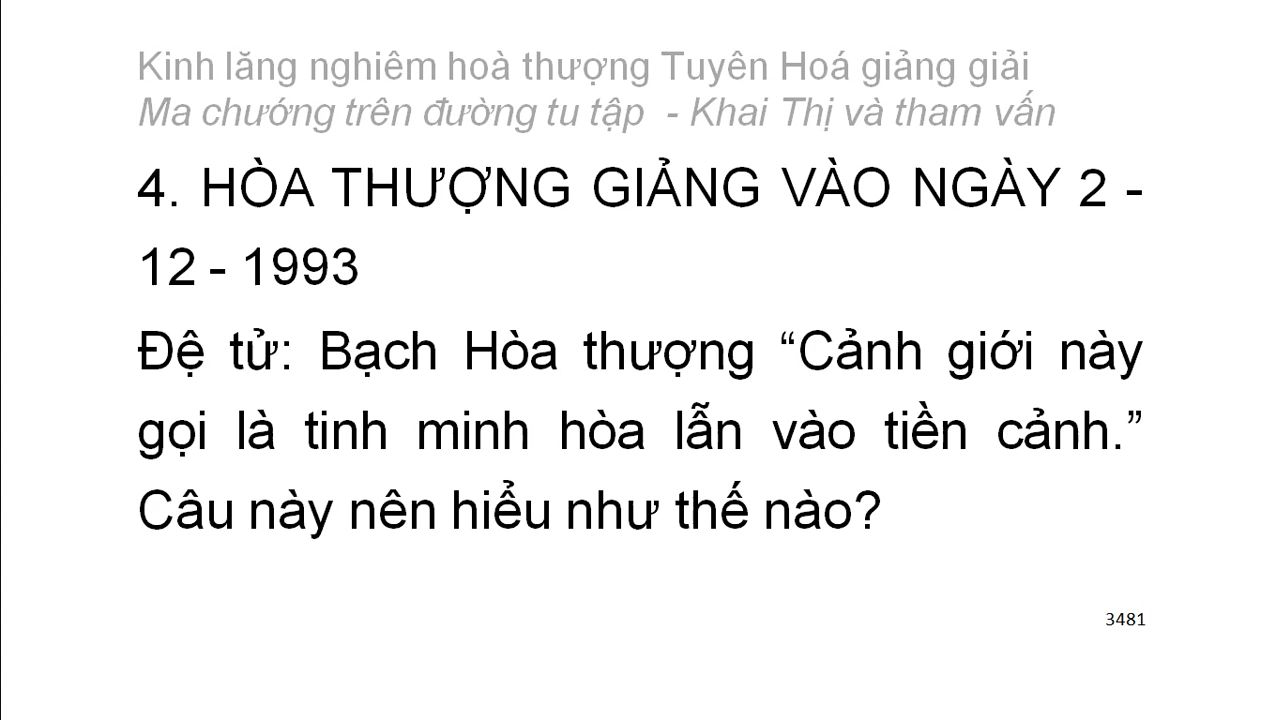 Kinh lăng nghiêm hoà thượng Tuyên Hoá giảng giải
Ma chướng trên đường tu tập - Khai Thị và tham vấn
4. HÒA THƯỢNG GIẢNG VÀO NGÀY 2 -
12 - 1993
Đệ tử: Bạch Hòa thượng “Cảnh giới này
gọi là tinh minh hòa lẫn vào tiền cảnh.”
Câu này nên hiểu như thế nào?
3481